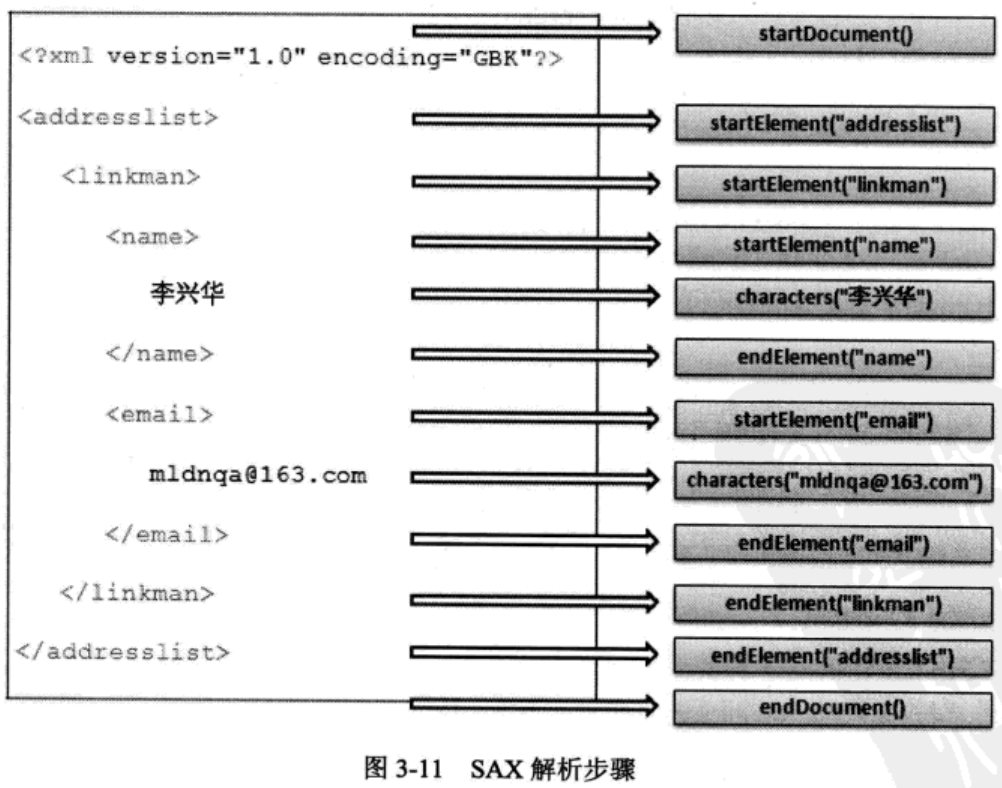 startDocument()
<?xml version="1.0" encoding="GBK"?>
<addresslist> startElement("addresslist")
<linkman> startElement("linkman")
<name> startElement("name")
李兴华 characters("李兴华")
</name> endElement("name")
<email> startElement("email")
mldnqa@163.com characters("mldnqa@163.com")
</email> endElement("email")
</linkman> endElement("linkman")
</addresslist> endElement("addresslist")
endDocument()
图 3-11 SAX 解析步骤